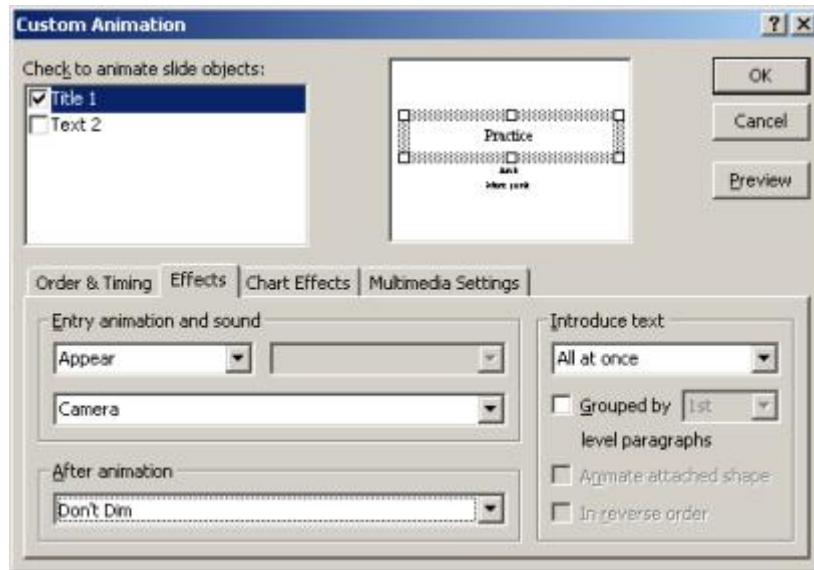 Custom Animation
Check to animate slide objects:
Title 1
Text 2
Practice
OK
Cancel
Preview
Order & Timing Effects Chart Effects Multimedia Settings
Entry animation and sound
Appear
Camera
After animation
Don't Dim
Introduce text
All at once
Grouped by 1st
level paragraphs
Animate attached shape
In reverse order